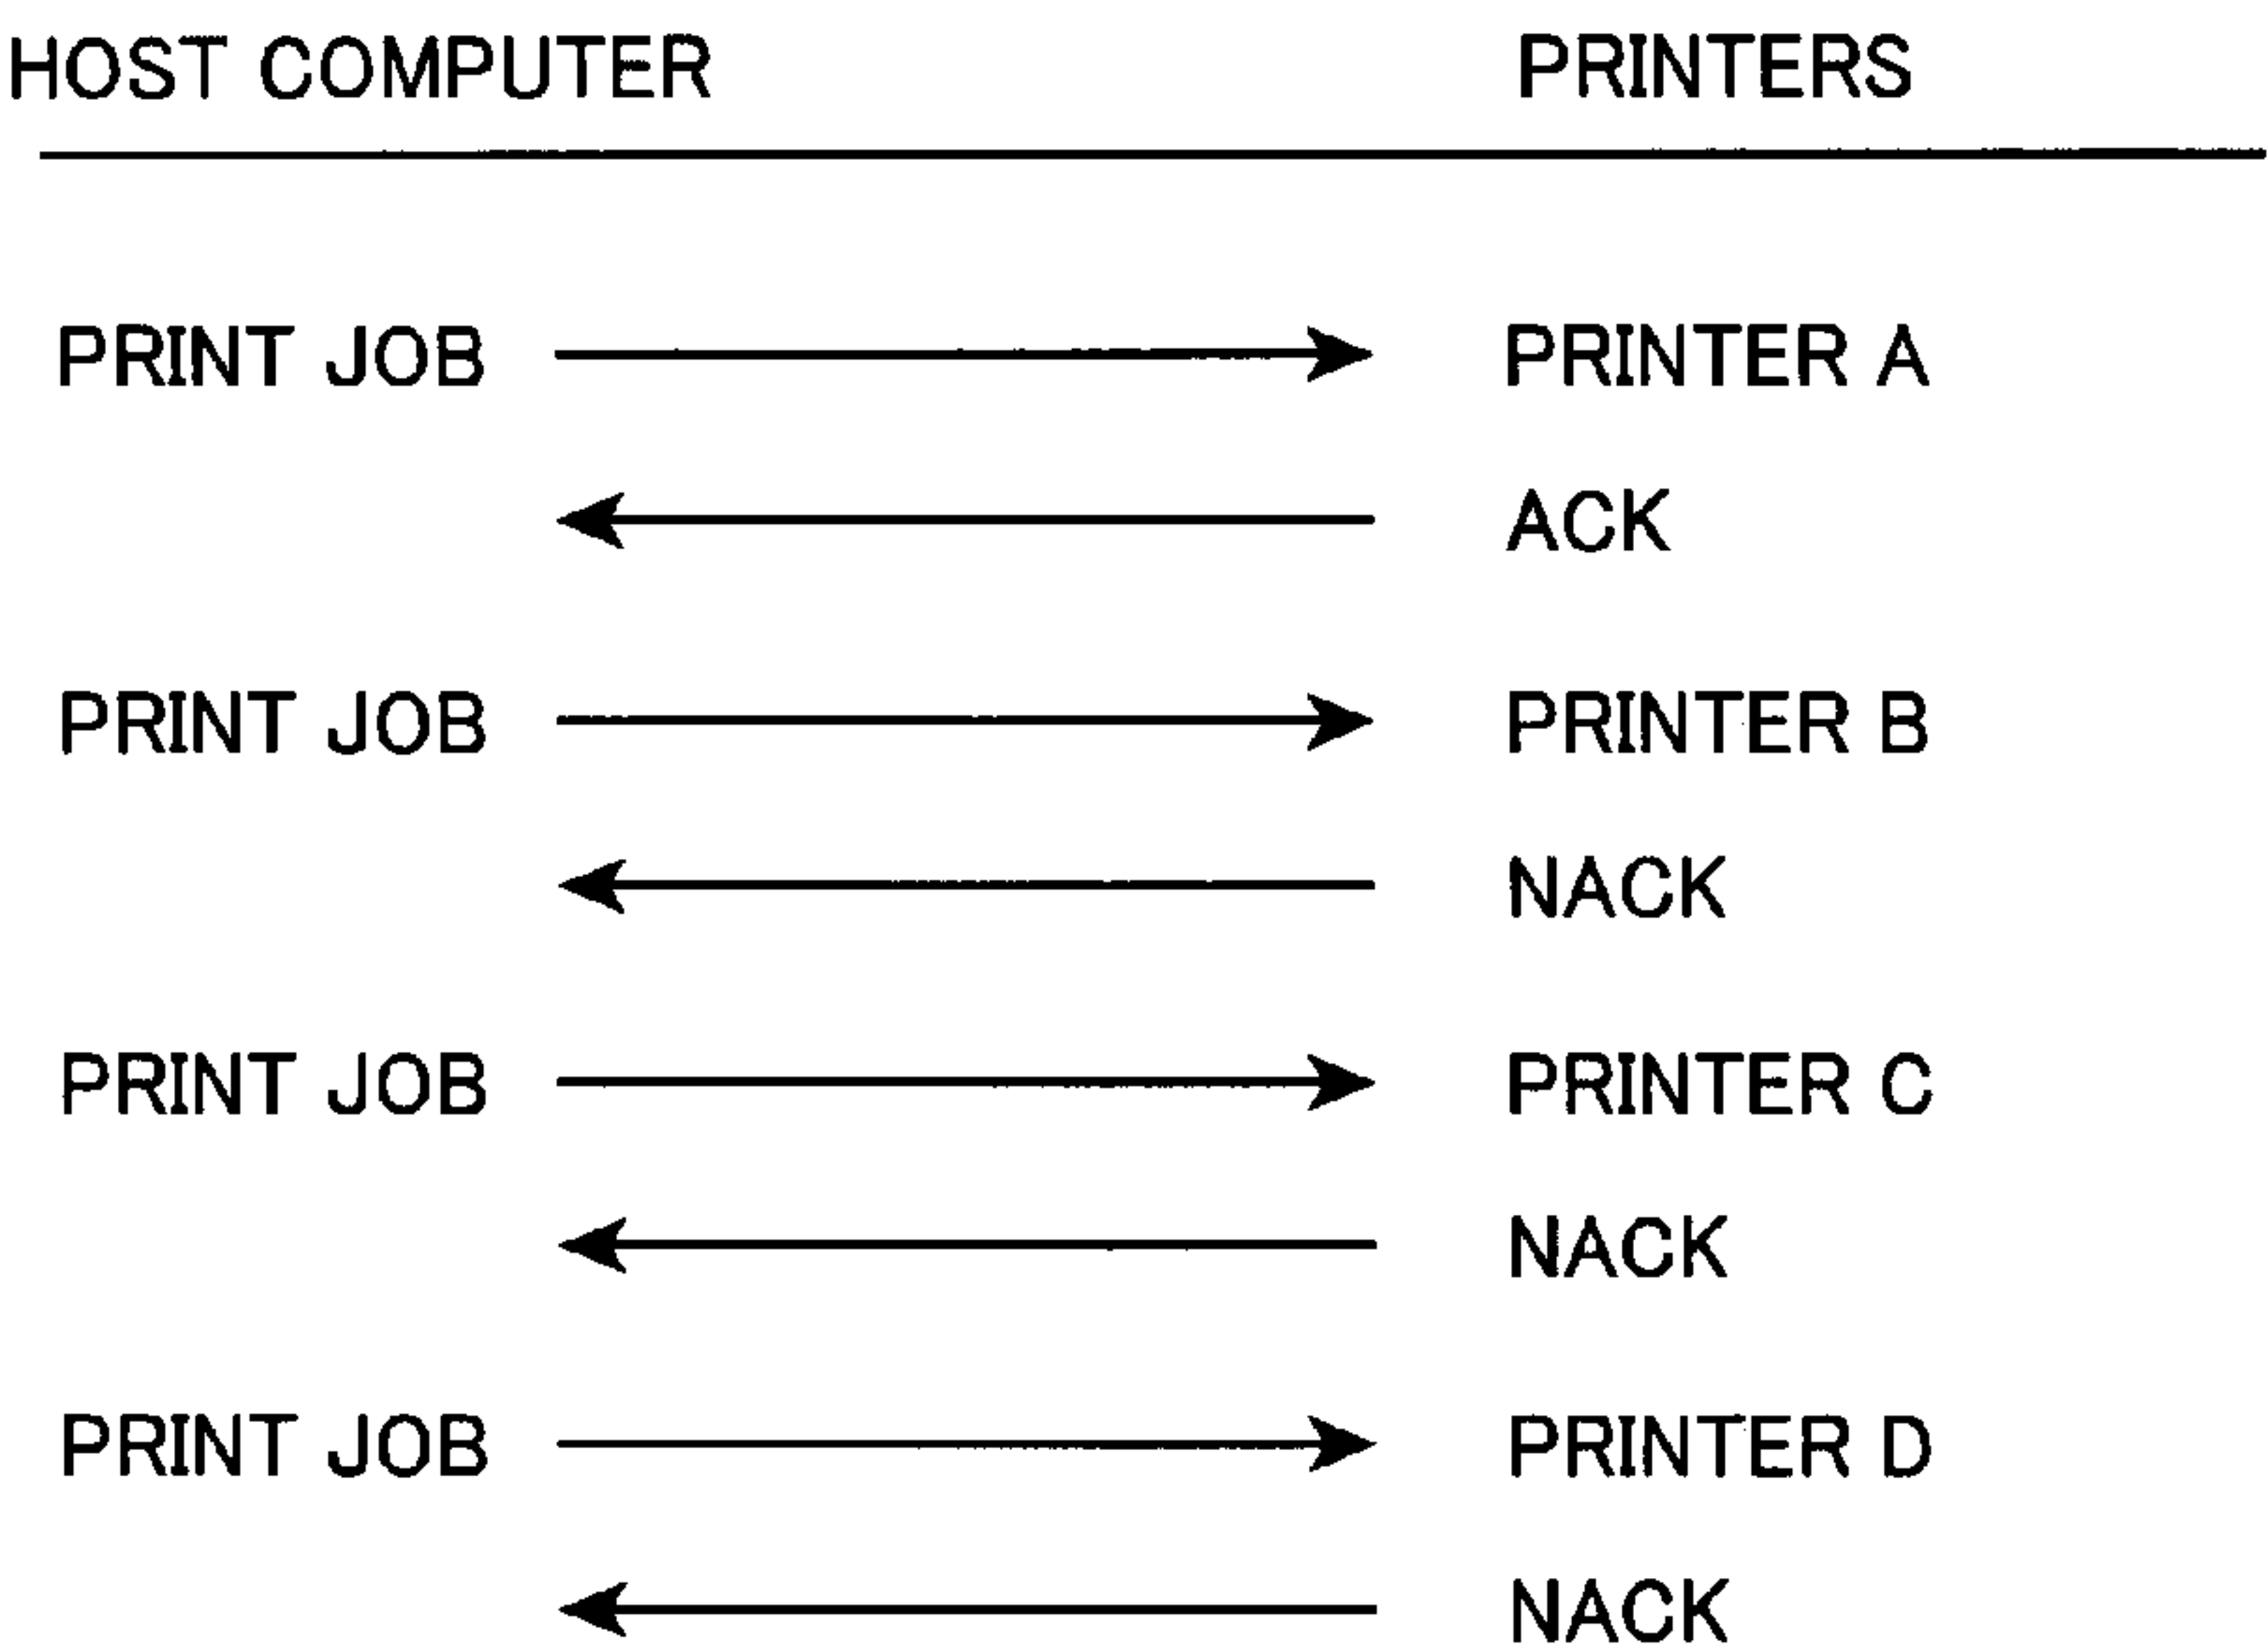 HOST COMPUTER PRINTERS
PRINT JOB PRINTER A
ACK
PRINT JOB PRINTER B
NACK
PRINT JOB PRINTER C
NACK
PRINT JOB PRINTER D
NACK